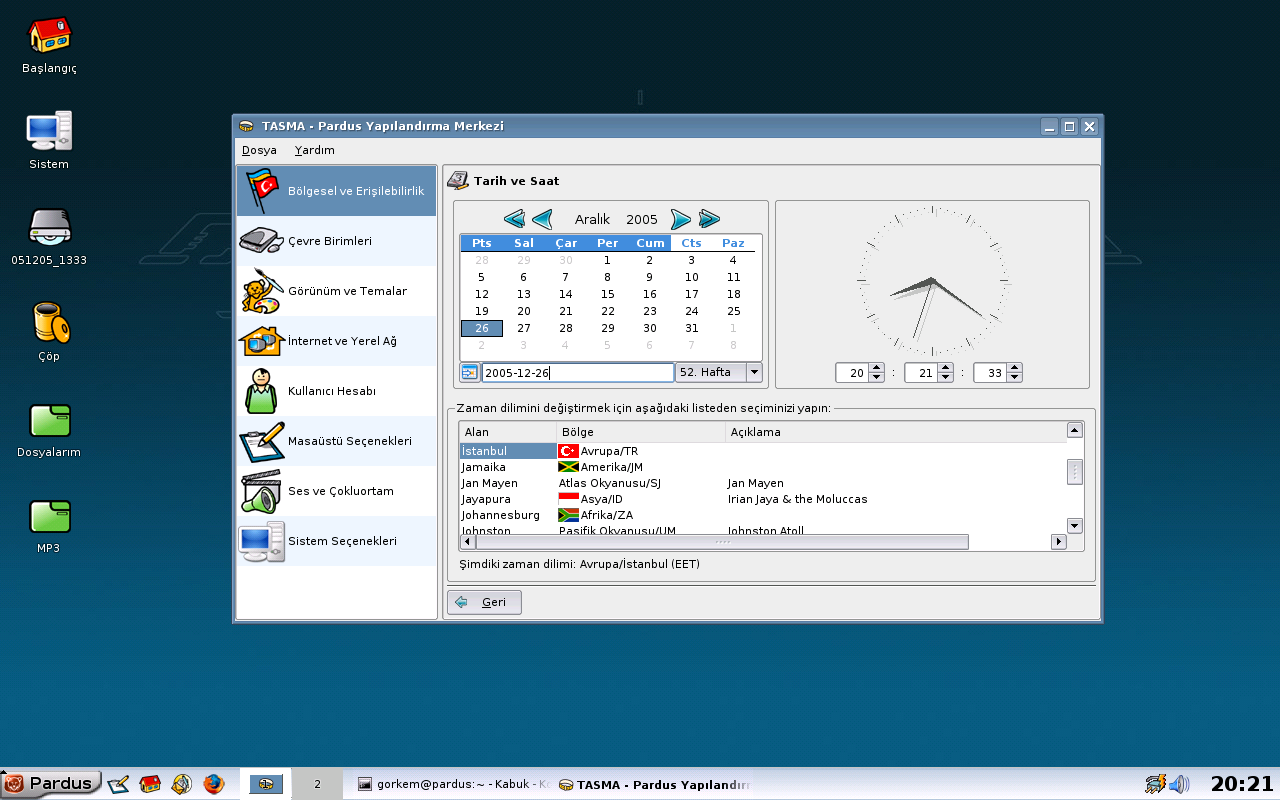 Başlangıç
Sistem
051205_1333
Çöp
Dosyalarım
MP3
TASMA - Pardus Yapılandırma Merkezi
Dosya Yardım
Bölgesel ve Erişilebilirlik
Çevre Birimleri
Görünüm ve Temalar
İnternet ve Yerel Ağ
Kullanıcı Hesabı
Masaüstü Seçenekleri
Ses ve Çokluortam
Sistem Seçenekleri
Tarih ve Saat
Aralık 2005
Pts Sal Çar Per Cum Cts Paz
28 29 30 1 2 3 4
5 6 7 8 9 10 11
12 13 14 15 16 17 18
19 20 21 22 23 24 25
26 27 28 29 30 31 1
2 3 4 5 6 7 8
2005-12-26 52. Hafta
20 : 21 : 33
Zaman dilimini değiştirmek için aşağıdaki listeden seçiminizi yapın:
Alan Bölge Açıklama
İstanbul Avrupa/TR
Jamaika Amerika/JM
Jan Mayen Atlas Okyanusu/SJ Jan Mayen
Jayapura Asya/ID Irian Jaya & the Moluccas
Johannesburg Afrika/ZA
Johnston Pasifik Okyanusu/UM Johnston Atoll
Şimdiki zaman dilimi: Avrupa/İstanbul (EET)
Geri
Pardus 2 gorkem@pardus:~ - Kabuk - Ko TASMA - Pardus Yapılandır 20:21